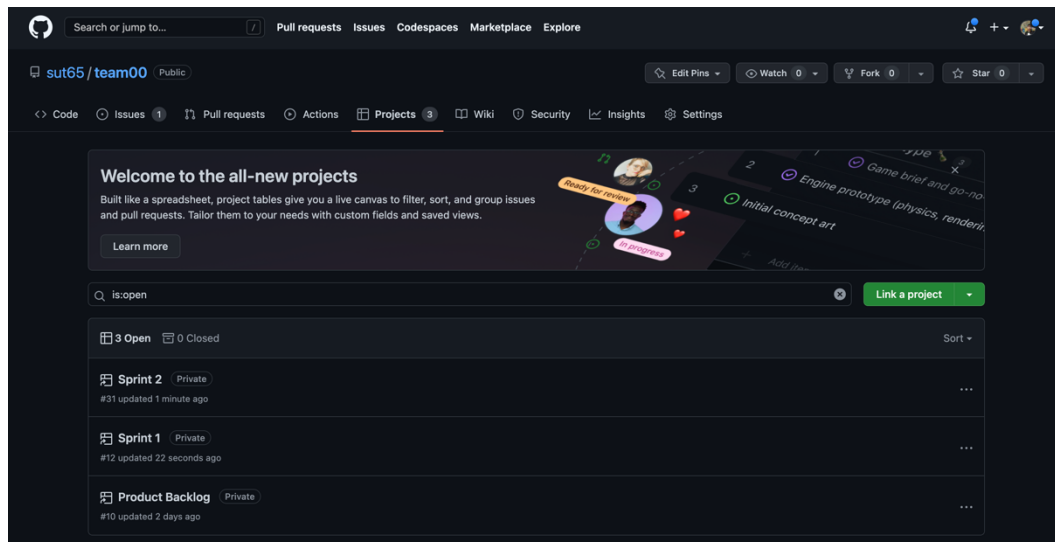 Search or jump to... / Pull requests Issues Codespaces Marketplace Explore
sut65 / team00 Public Edit Pins Watch 0 Fork 0 Star 0
Code Issues 1 Pull requests Actions Projects 3 Wiki Security Insights Settings
Welcome to the all-new projects
Built like a spreadsheet, project tables give you a live canvas to filter, sort, and group issues
and pull requests. Tailor them to your needs with custom fields and saved views.
Learn more
Ready for review
In progress
2
3
Game brief and go-no-
Engine prototype (physics, renderin
Initial concept art
Add item
is:open
Link a project
3 Open 0 Closed Sort
Sprint 2 Private
#31 updated 1 minute ago
Sprint 1 Private
#12 updated 22 seconds ago
Product Backlog Private
#10 updated 2 days ago